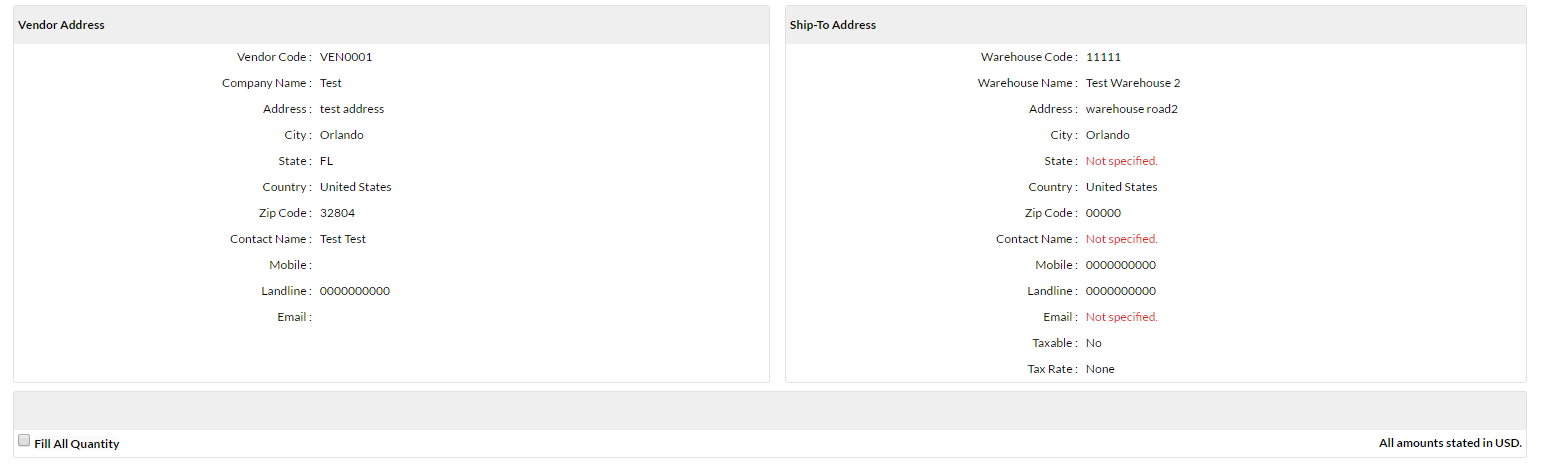 Vendor Address
Vendor Code : VEN0001
Company Name : Test
Address : test address
City : Orlando
State : FL
Country : United States
Zip Code : 32804
Contact Name : Test Test
Mobile :
Landline : 0000000000
Email :
Ship-To Address
Warehouse Code : 11111
Warehouse Name : Test Warehouse 2
Address : warehouse road2
City : Orlando
State : Not specified.
Country : United States
Zip Code : 00000
Contact Name : Not specified.
Mobile : 0000000000
Landline : 0000000000
Email : Not specified.
Taxable : No
Tax Rate : None
Fill All Quantity
All amounts stated in USD.